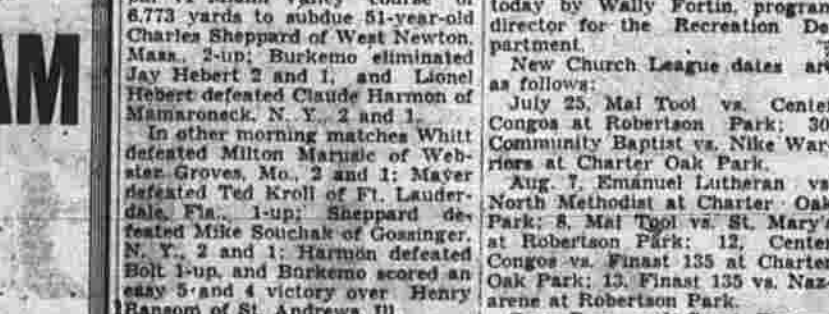 AM
6,773 yards to subdue 51-year-old
Charles Sheppard of West Newton,
Mass., 2-up; Burkemo eliminated
Jay Hebert 2 and 1, and Lionel
Hebert defeated Claude Harmon of
Mamaroneck, N. Y., 2 and 1.
In other morning matches Whitt
defeated Milton Marusic of Web-
ster Groves, Mo., 2 and 1; Mayer
defeated Ted Kroll of Ft. Lauder-
dale, Fla., 1-up; Sheppard de-
feated Mike Souchak of Gossinger,
N. Y., 2 and 1; Harmon defeated
Bolt 1-up, and Burkemo scored an
easy 5 and 4 victory over Henry
Ransom of St. Andrews, Ill.
today by Wally Fortin, program
director for the Recreation De
partment.
New Church League dates are
as follows:
July 25, Mal Tool vs. Center
Congos at Robertson Park; 30
Community Baptist vs. Nike War-
riors at Charter Oak Park.
Aug. 7, Emanuel Lutheran vs
North Methodist at Charter Oak
Park; 8, Mal Tool vs. St. Mary's
at Robertson Park; 12, Center
Congos vs. Finast 135 at Charter
Oak Park; 13, Finast 135 vs. Naz-
arene at Robertson Park.